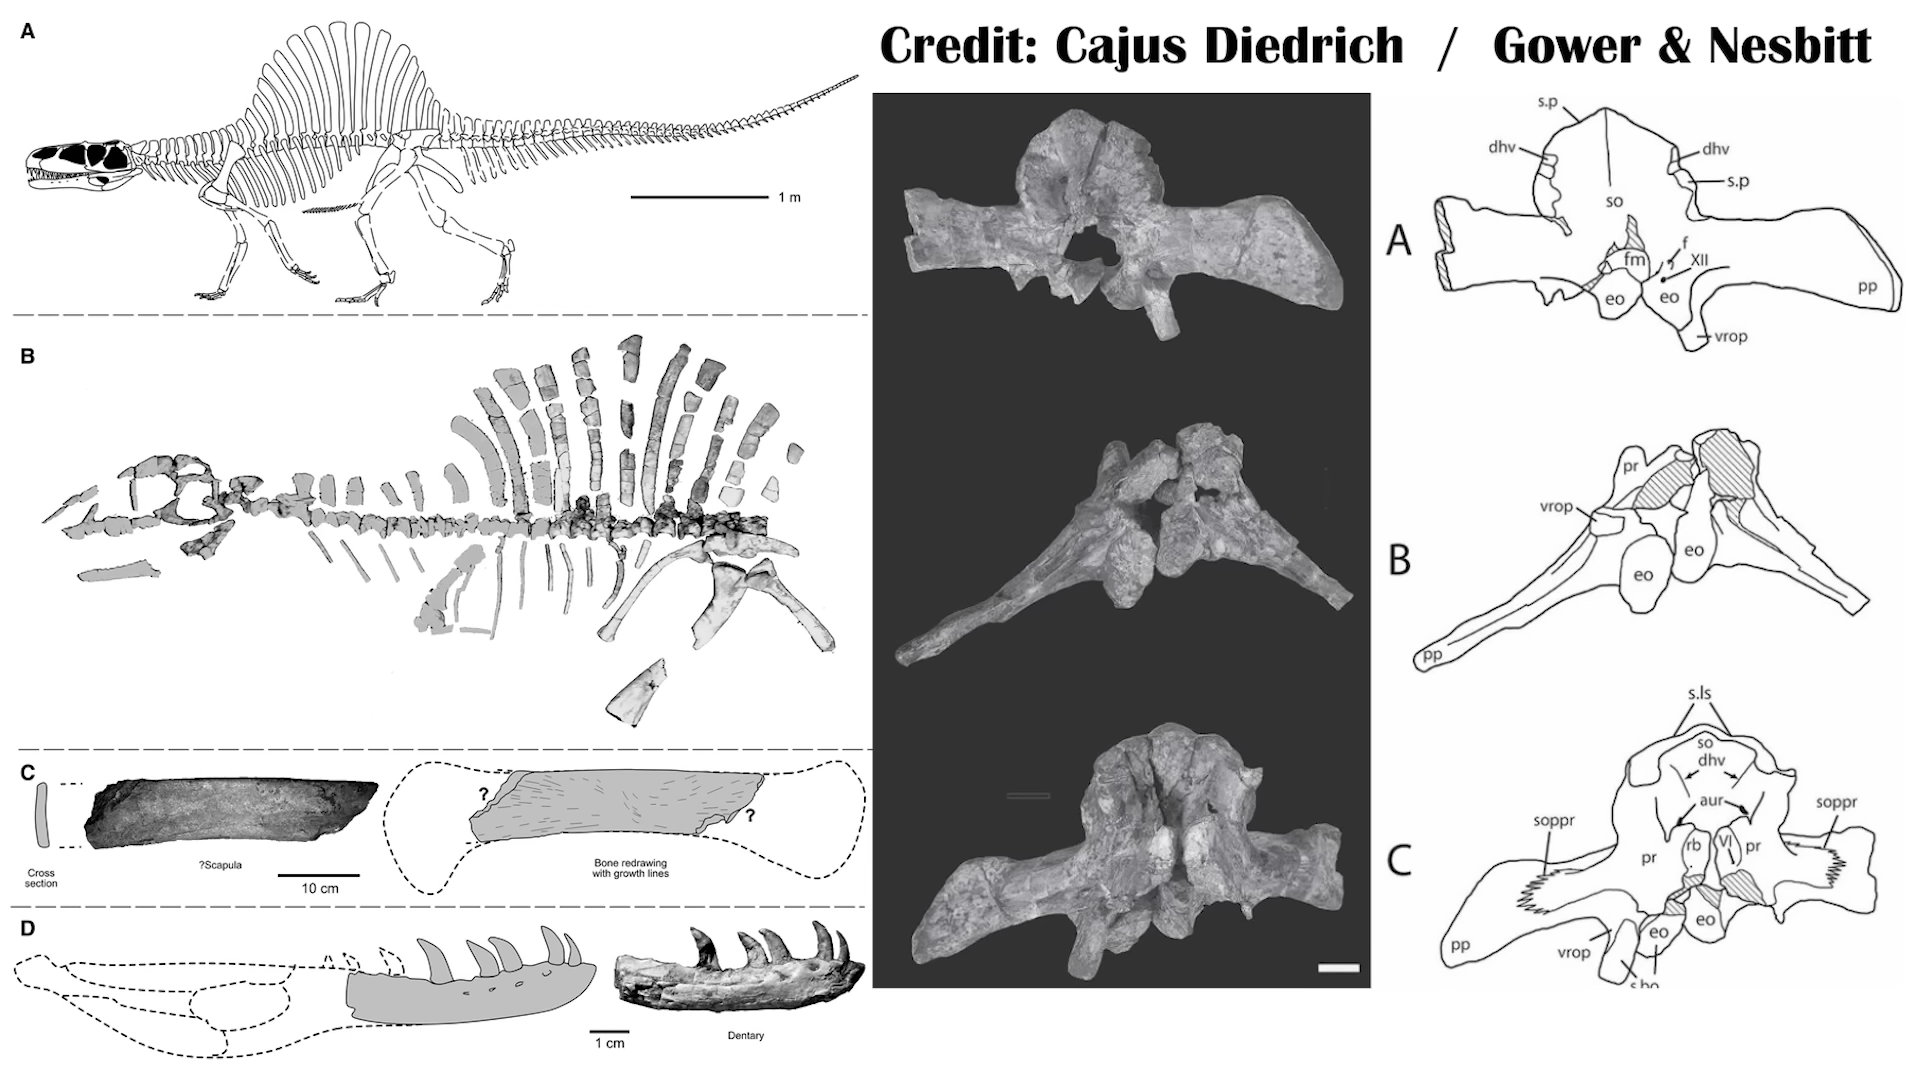 Credit: Cajus Diedrich / Gower & Nesbitt
A
1 m
B
C
Cross
section
?Scapula
10 cm
?
?
Bone redrawing
with growth lines
D
1 cm
Dentary
A
s.p
dhv
dhv
s.p
so
f
fm
XII
eo
eo
pp
vrop
B
pr
vrop
eo
eo
pp
C
s.ls
so
dhv
aur
soppr
soppr
rb
VI
pr
pr
eo
eo
pp
vrop
s.bo